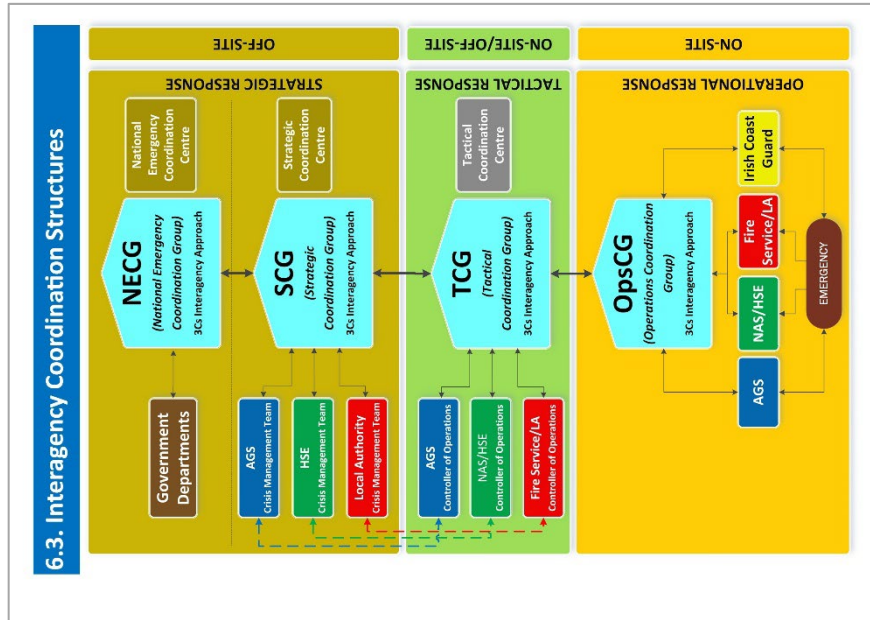 6.3. Interagency Coordination Structures
OFF-SITE
STRATEGIC RESPONSE
National
Emergency
Coordination
Centre
NECG
(National Emergency
Coordination Group)
3Cs Interagency Approach
Government
Departments
Strategic
Coordination
Centre
SCG
(Strategic
Coordination Group)
3Cs Interagency Approach
AGS
Crisis Management Team
HSE
Crisis Management Team
Local Authority
Crisis Management Team
ON-SITE/OFF-SITE
TACTICAL RESPONSE
Tactical
Coordination
Centre
TCG
(Tactical
Coordination Group)
3Cs Interagency Approach
AGS
Controller of Operations
NAS/HSE
Controller of Operations
Fire Service/LA
Controller of Operations
ON-SITE
OPERATIONAL RESPONSE
OpsCG
(Operations Coordination
Group)
3Cs Interagency Approach
AGS
NAS/HSE
Fire
Service/LA
Irish Coast
Guard
EMERGENCY